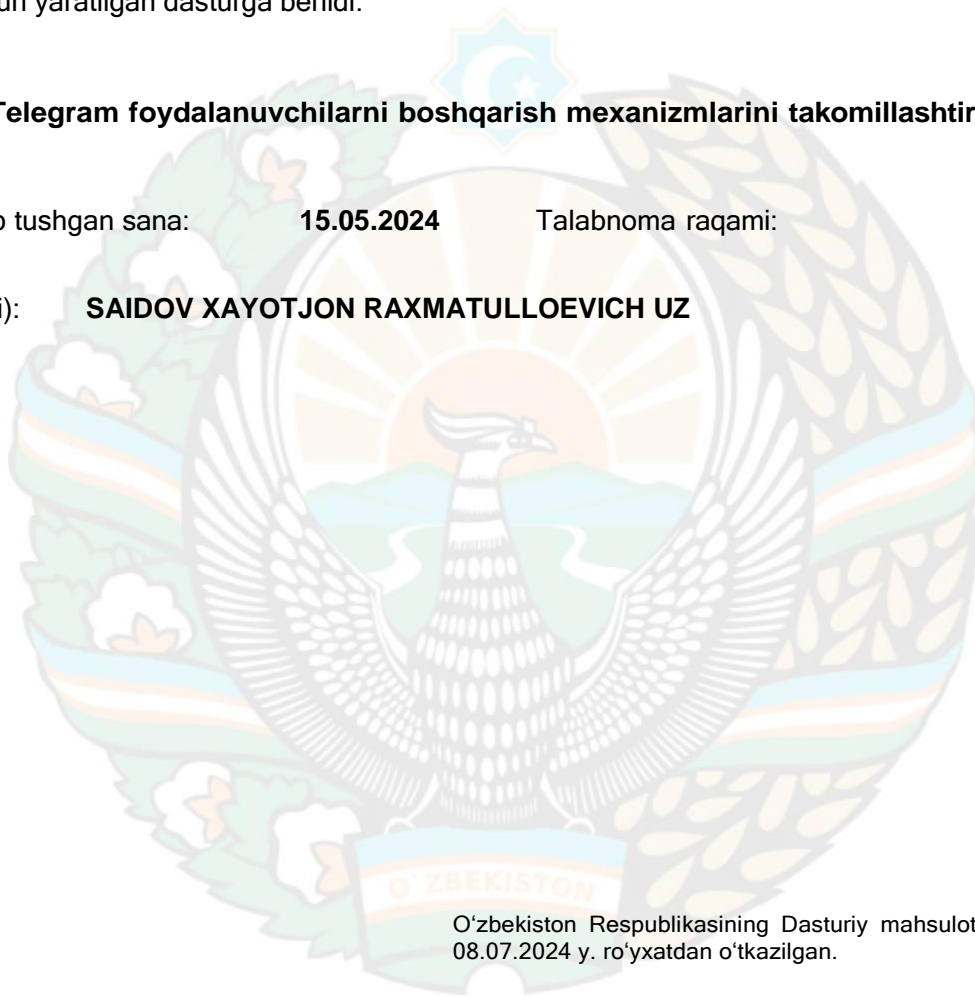 un yaratilgan dasturga berildi.
Telegram foydalanuvchilarni boshqarish mexanizmlarini takomillashtir
tushgan sana: 15.05.2024 Talabnoma raqami:
i): SAIDOV XAYOTJON RAXMATULLOEVICH UZ
O'ZBEKISTON
O‘zbekiston Respublikasining Dasturiy mahsulot
08.07.2024 y. ro‘yxatdan o‘tkazilgan.